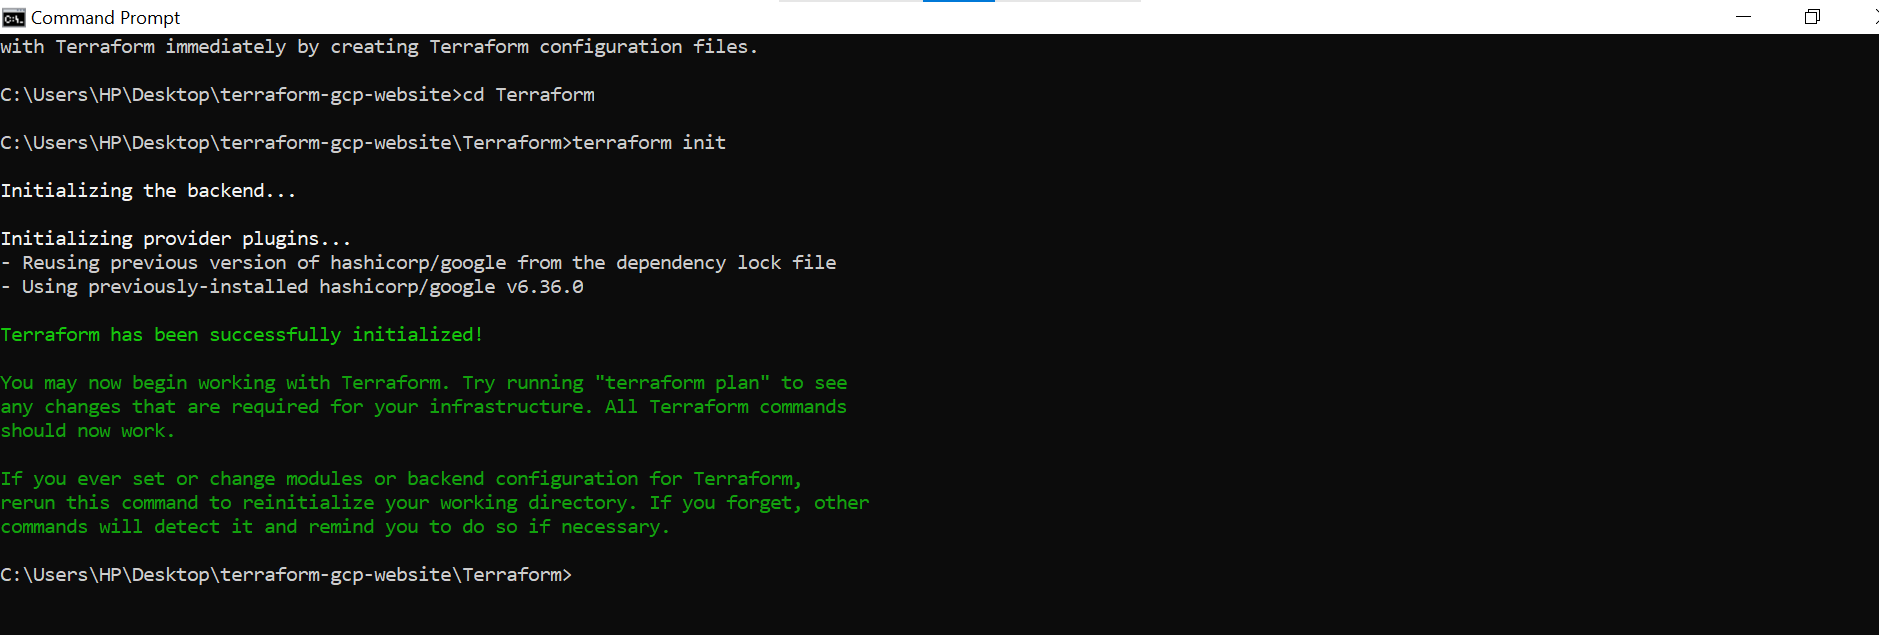 Command Prompt
with Terraform immediately by creating Terraform configuration files.
C:\Users\HP\Desktop\terraform-gcp-website>cd Terraform
C:\Users\HP\Desktop\terraform-gcp-website\Terraform>terraform init
Initializing the backend...
Initializing provider plugins...
- Reusing previous version of hashicorp/google from the dependency lock file
- Using previously-installed hashicorp/google v6.36.0
Terraform has been successfully initialized!
You may now begin working with Terraform. Try running "terraform plan" to see
any changes that are required for your infrastructure. All Terraform commands
should now work.
If you ever set or change modules or backend configuration for Terraform,
rerun this command to reinitialize your working directory. If you forget, other
commands will detect it and remind you to do so if necessary.
C:\Users\HP\Desktop\terraform-gcp-website\Terraform>